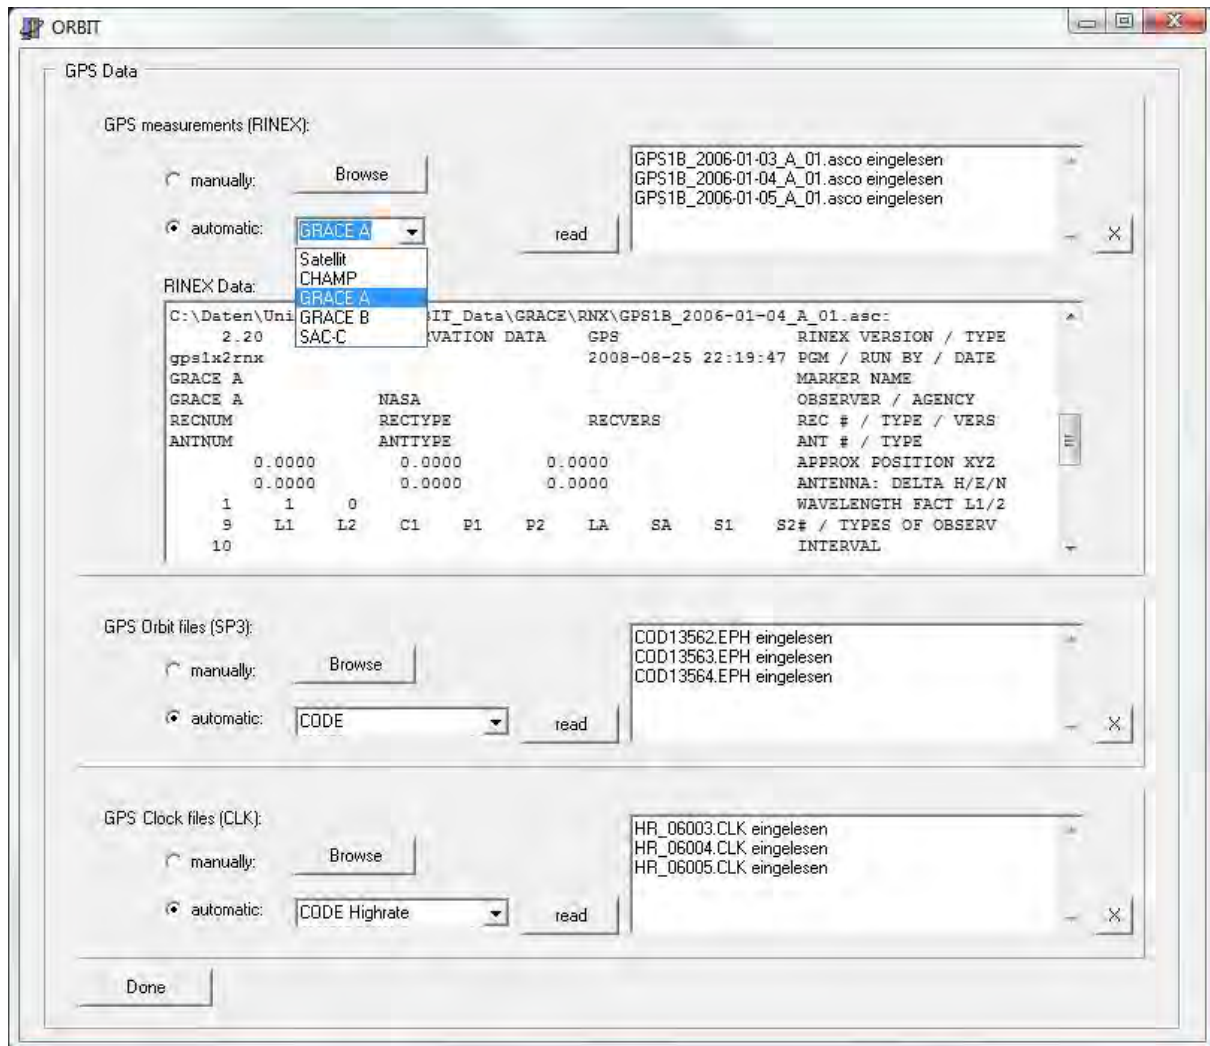 ORBIT
GPS Data
GPS measurements (RINEX):
manually:
Browse
automatic:
GRACE A
read
GPS1B_2006-01-03_A_01.asco eingelesen
GPS1B_2006-01-04_A_01.asco eingelesen
GPS1B_2006-01-05_A_01.asco eingelesen
X
Satellit
CHAMP
GRACE A
GRACE B
SAC-C
RINEX Data:
C:\Daten\Uni IT_Data\GRACE\RNX\GPS1B_2006-01-04_A_01.asc:
2.20 VATION DATA GPS RINEX VERSION / TYPE
gps1x2rnx 2008-08-25 22:19:47 PGM / RUN BY / DATE
GRACE A MARKER NAME
GRACE A NASA OBSERVER / AGENCY
RECNUM RECTYPE RECVERS REC # / TYPE / VERS
ANTNUM ANTTYPE ANT # / TYPE
0.0000 0.0000 0.0000 APPROX POSITION XYZ
0.0000 0.0000 0.0000 ANTENNA: DELTA H/E/N
1 1 0 WAVELENGTH FACT L1/2
9 L1 L2 C1 P1 P2 LA SA S1 S2# / TYPES OF OBSERV
10 INTERVAL
GPS Orbit files (SP3):
manually:
Browse
automatic:
CODE
read
COD13562.EPH eingelesen
COD13563.EPH eingelesen
COD13564.EPH eingelesen
X
GPS Clock files (CLK):
manually:
Browse
automatic:
CODE Highrate
read
HR_06003.CLK eingelesen
HR_06004.CLK eingelesen
HR_06005.CLK eingelesen
X
Done